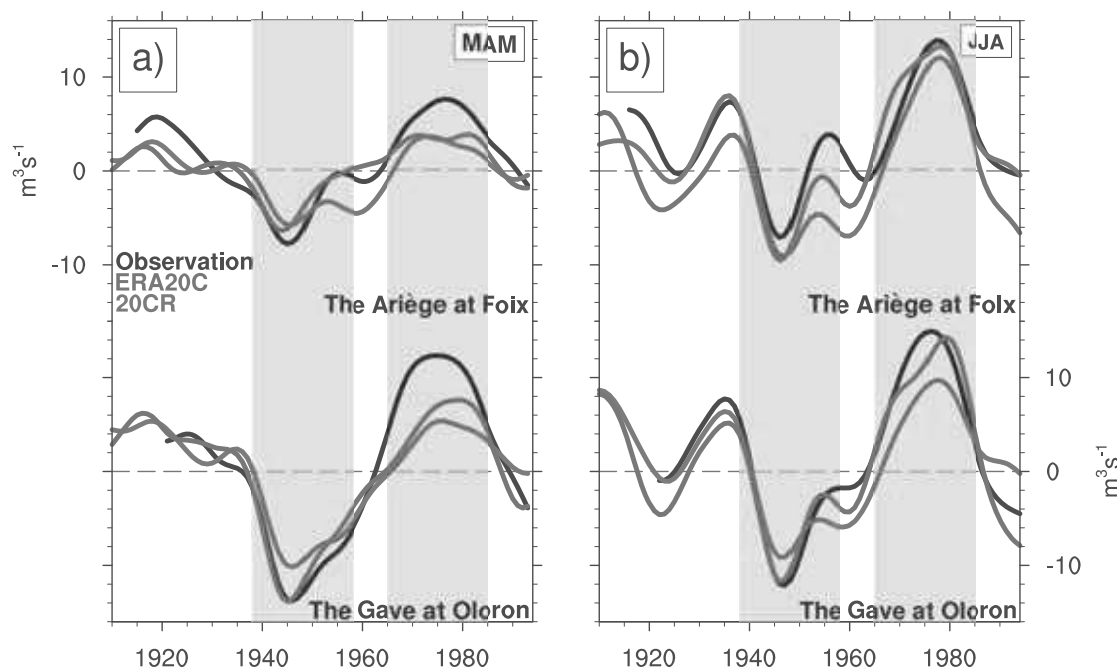 a) MAM
b) JJA
10
0
-10
m³s⁻¹
Observation
ERA20C
20CR
The Ariège at Foix
The Ariège at Foix
The Gave at Oloron
The Gave at Oloron
10
0
-10
m³s⁻¹
1920 1940 1960 1980
1920 1940 1960 1980